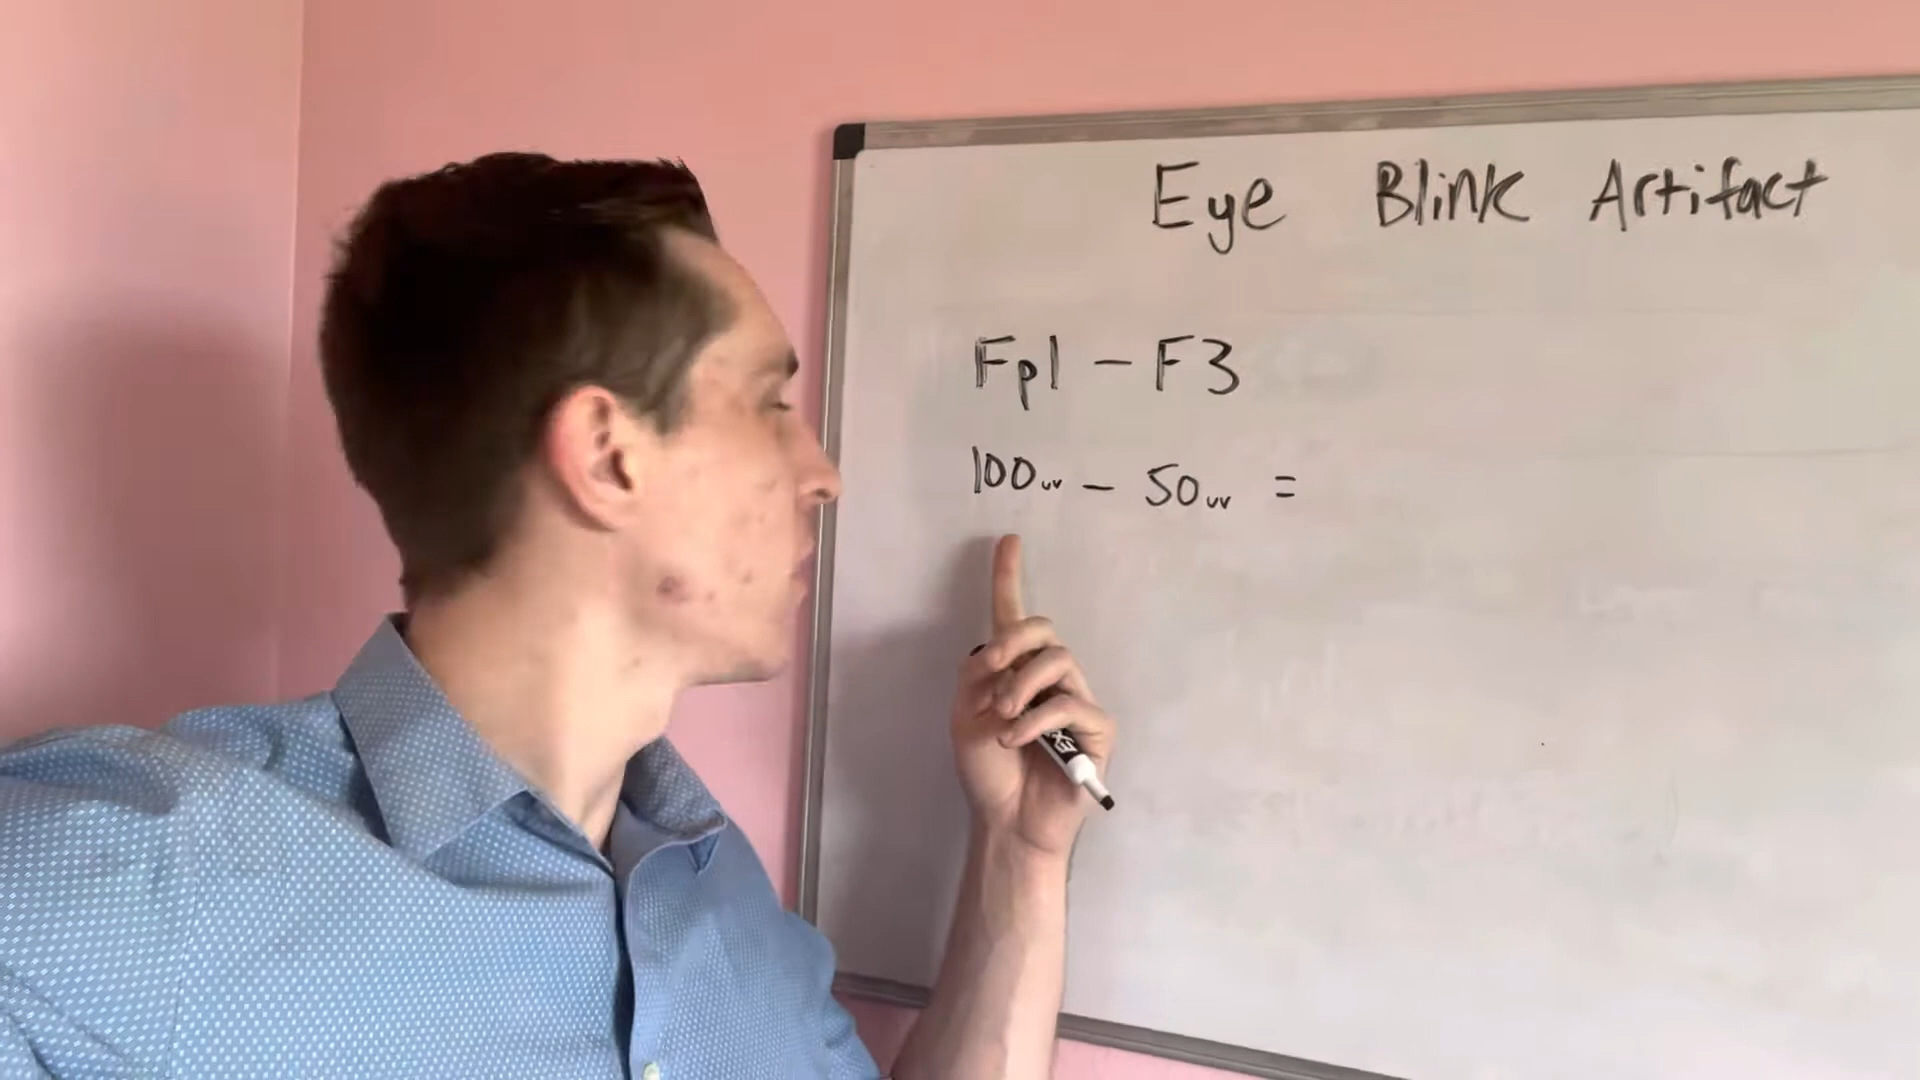 Eye Blink Artifact
Fp1 - F3
100uv - 50uv =